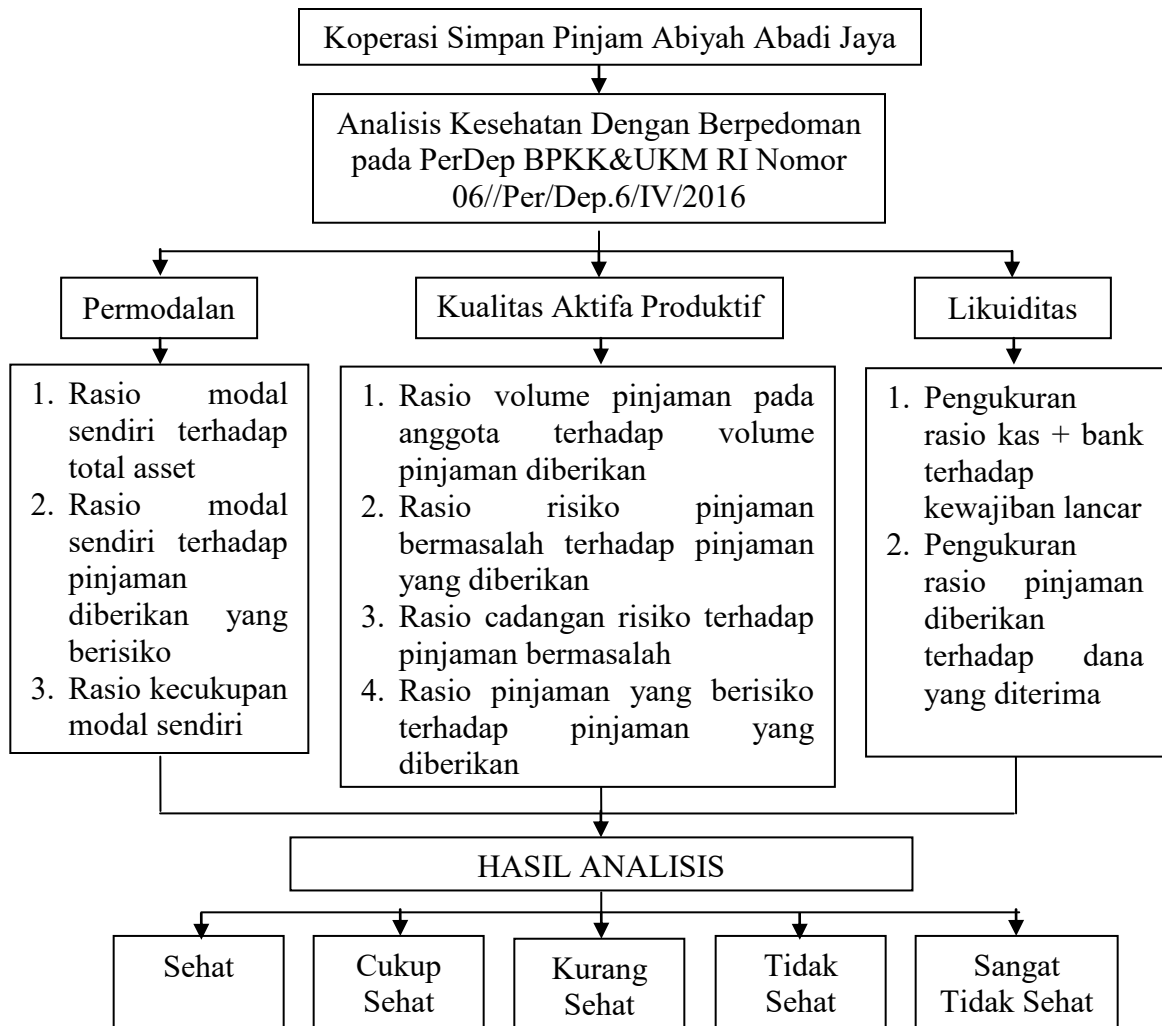 Koperasi Simpan Pinjam Abiyah Abadi Jaya
Analisis Kesehatan Dengan Berpedoman
pada PerDep BPKK&UKM RI Nomor
06//Per/Dep.6/IV/2016
Permodalan
Kualitas Aktifa Produktif
Likuiditas
1. Rasio modal
sendiri terhadap
total asset
2. Rasio modal
sendiri terhadap
pinjaman
diberikan yang
berisiko
3. Rasio kecukupan
modal sendiri
1. Rasio volume pinjaman pada
anggota terhadap volume
pinjaman diberikan
2. Rasio risiko pinjaman
bermasalah terhadap pinjaman
yang diberikan
3. Rasio cadangan risiko terhadap
pinjaman bermasalah
4. Rasio pinjaman yang berisiko
terhadap pinjaman yang
diberikan
1. Pengukuran
rasio kas + bank
terhadap
kewajiban lancar
2. Pengukuran
rasio pinjaman
diberikan
terhadap dana
yang diterima
HASIL ANALISIS
Sehat
Cukup
Sehat
Kurang
Sehat
Tidak
Sehat
Sangat
Tidak Sehat